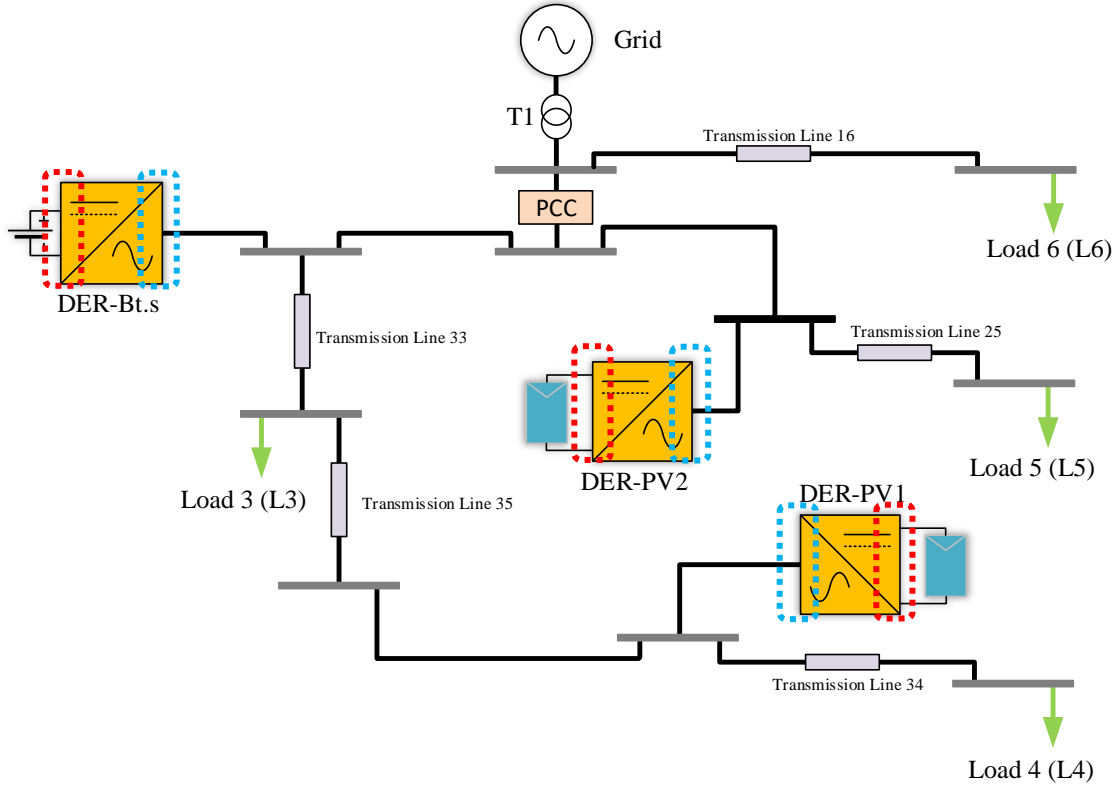 Grid
T1
Transmission Line 16
PCC
Load 6 (L6)
DER-Bt.s
Transmission Line 33
Transmission Line 25
Load 5 (L5)
DER-PV2
DER-PV1
Load 3 (L3)
Transmission Line 35
Transmission Line 34
Load 4 (L4)